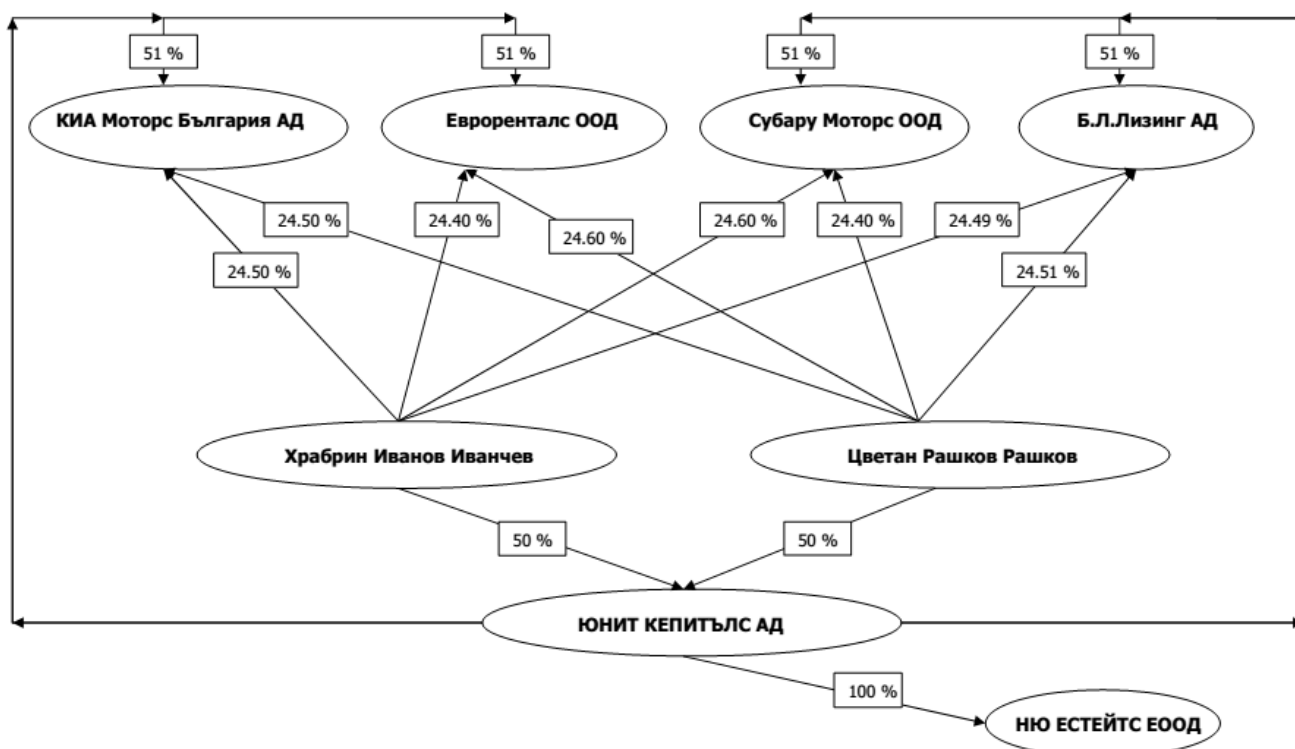 51 %
51 %
51 %
51 %
КИА Моторс България АД
Евроренталс ООД
Субару Моторс ООД
Б.Л.Лизинг АД
24.50 %
24.40 %
24.60 %
24.60 %
24.40 %
24.49 %
24.50 %
24.51 %
Храбрин Иванов Иванчев
Цветан Рашков Рашков
50 %
50 %
ЮНИТ КЕПИТЪЛС АД
100 %
НЮ ЕСТЕЙТС ЕООД